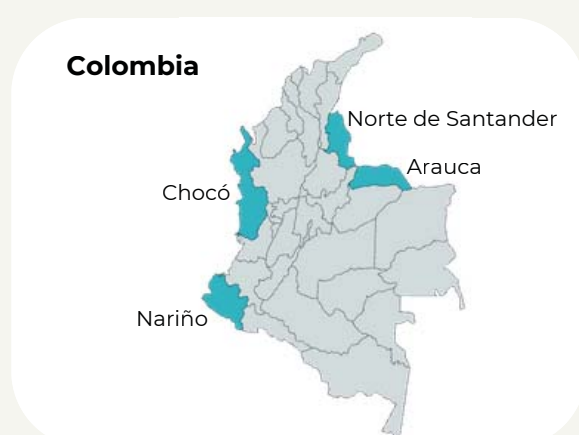 Colombia
Norte de Santander
Arauca
Chocó
Nariño